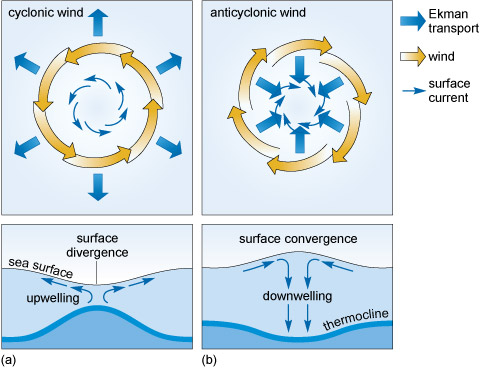 cyclonic wind
anticyclonic wind
Ekman
transport
wind
surface
current
surface
divergence
sea surface
upwelling
surface convergence
downwelling
thermocline
(a)
(b)